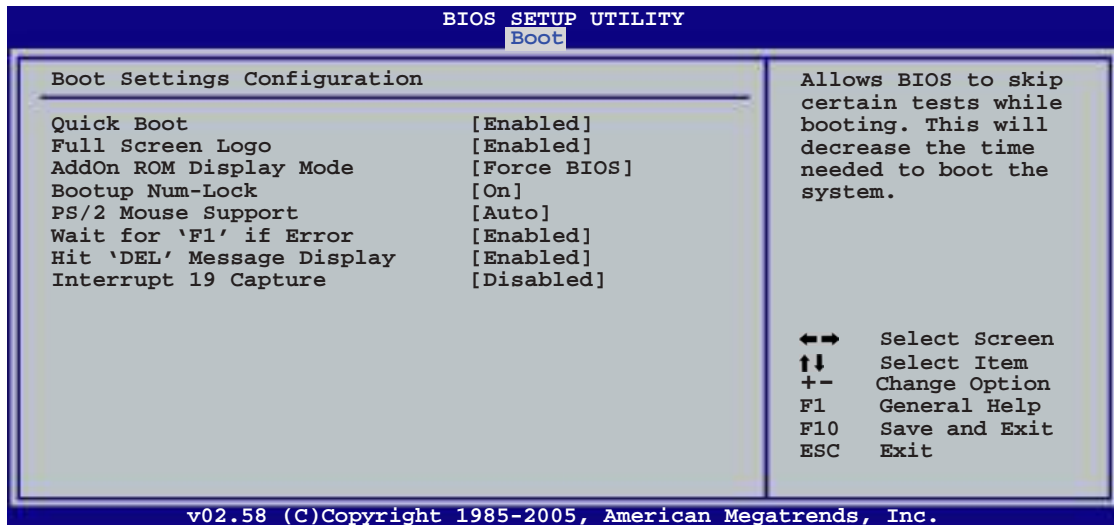 BIOS SETUP UTILITY
Boot
Boot Settings Configuration
Quick Boot [Enabled]
Full Screen Logo [Enabled]
AddOn ROM Display Mode [Force BIOS]
Bootup Num-Lock [On]
PS/2 Mouse Support [Auto]
Wait for ‘F1’ if Error [Enabled]
Hit ‘DEL’ Message Display [Enabled]
Interrupt 19 Capture [Disabled]
Allows BIOS to skip
certain tests while
booting. This will
decrease the time
needed to boot the
system.
←→ Select Screen
↑↓ Select Item
+- Change Option
F1 General Help
F10 Save and Exit
ESC Exit
v02.58 (C)Copyright 1985-2005, American Megatrends, Inc.